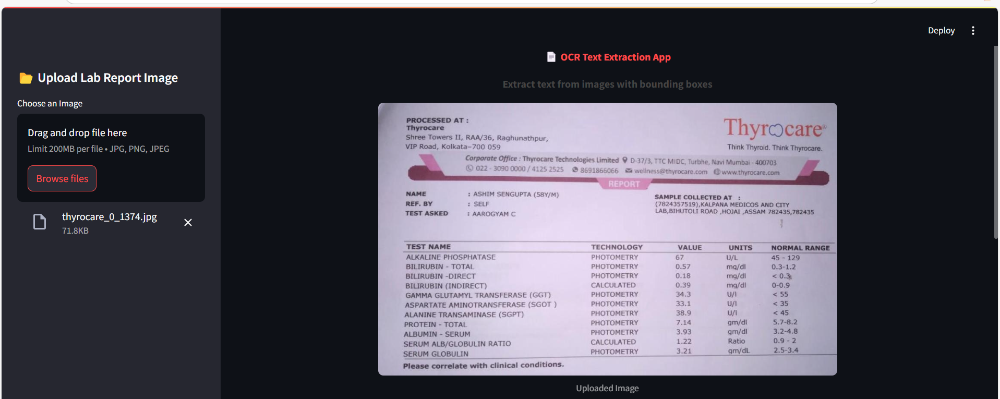 Deploy
📂 Upload Lab Report Image
Choose an Image
Drag and drop file here
Limit 200MB per file • JPG, PNG, JPEG
Browse files
thyrocare_0_1374.jpg
71.8KB
📄 OCR Text Extraction App
Extract text from images with bounding boxes
PROCESSED AT :
Thyrocare
Shree Towers II, RAA/36, Raghunathpur,
VIP Road, Kolkata-700 059
Thyrocare®
Think Thyroid. Think Thyrocare.
Corporate Office : Thyrocare Technologies Limited D-37/3, TTC MIDC, Turbhe, Navi Mumbai - 400703
022 - 3090 0000 / 4125 2525 8691866066 wellness@thyrocare.com www.thyrocare.com
REPORT
NAME : ASHIM SENGUPTA (58Y/M)
REF. BY : SELF
TEST ASKED : AAROGYAM C
SAMPLE COLLECTED AT :
(7824357519),KALPANA MEDICOS AND CITY
LAB,BIHUTOLI ROAD ,HOJAI ,ASSAM 782435,782435
TEST NAME TECHNOLOGY VALUE UNITS NORMAL RANGE
ALKALINE PHOSPHATASE PHOTOMETRY 67 U/L 45 - 129
BILIRUBIN - TOTAL PHOTOMETRY 0.57 mg/dl 0.3-1.2
BILIRUBIN -DIRECT PHOTOMETRY 0.18 mg/dl < 0.3
BILIRUBIN (INDIRECT) CALCULATED 0.39 mg/dl 0-0.9
GAMMA GLUTAMYL TRANSFERASE (GGT) PHOTOMETRY 34.3 U/l < 55
ASPARTATE AMINOTRANSFERASE (SGOT ) PHOTOMETRY 33.1 U/l < 35
ALANINE TRANSAMINASE (SGPT) PHOTOMETRY 38.9 U/l < 45
PROTEIN - TOTAL PHOTOMETRY 7.14 gm/dl 5.7-8.2
ALBUMIN - SERUM PHOTOMETRY 3.93 gm/dl 3.2-4.8
SERUM ALB/GLOBULIN RATIO CALCULATED 1.22 Ratio 0.9 - 2
SERUM GLOBULIN PHOTOMETRY 3.21 gm/dL 2.5-3.4
Please correlate with clinical conditions.
Uploaded Image